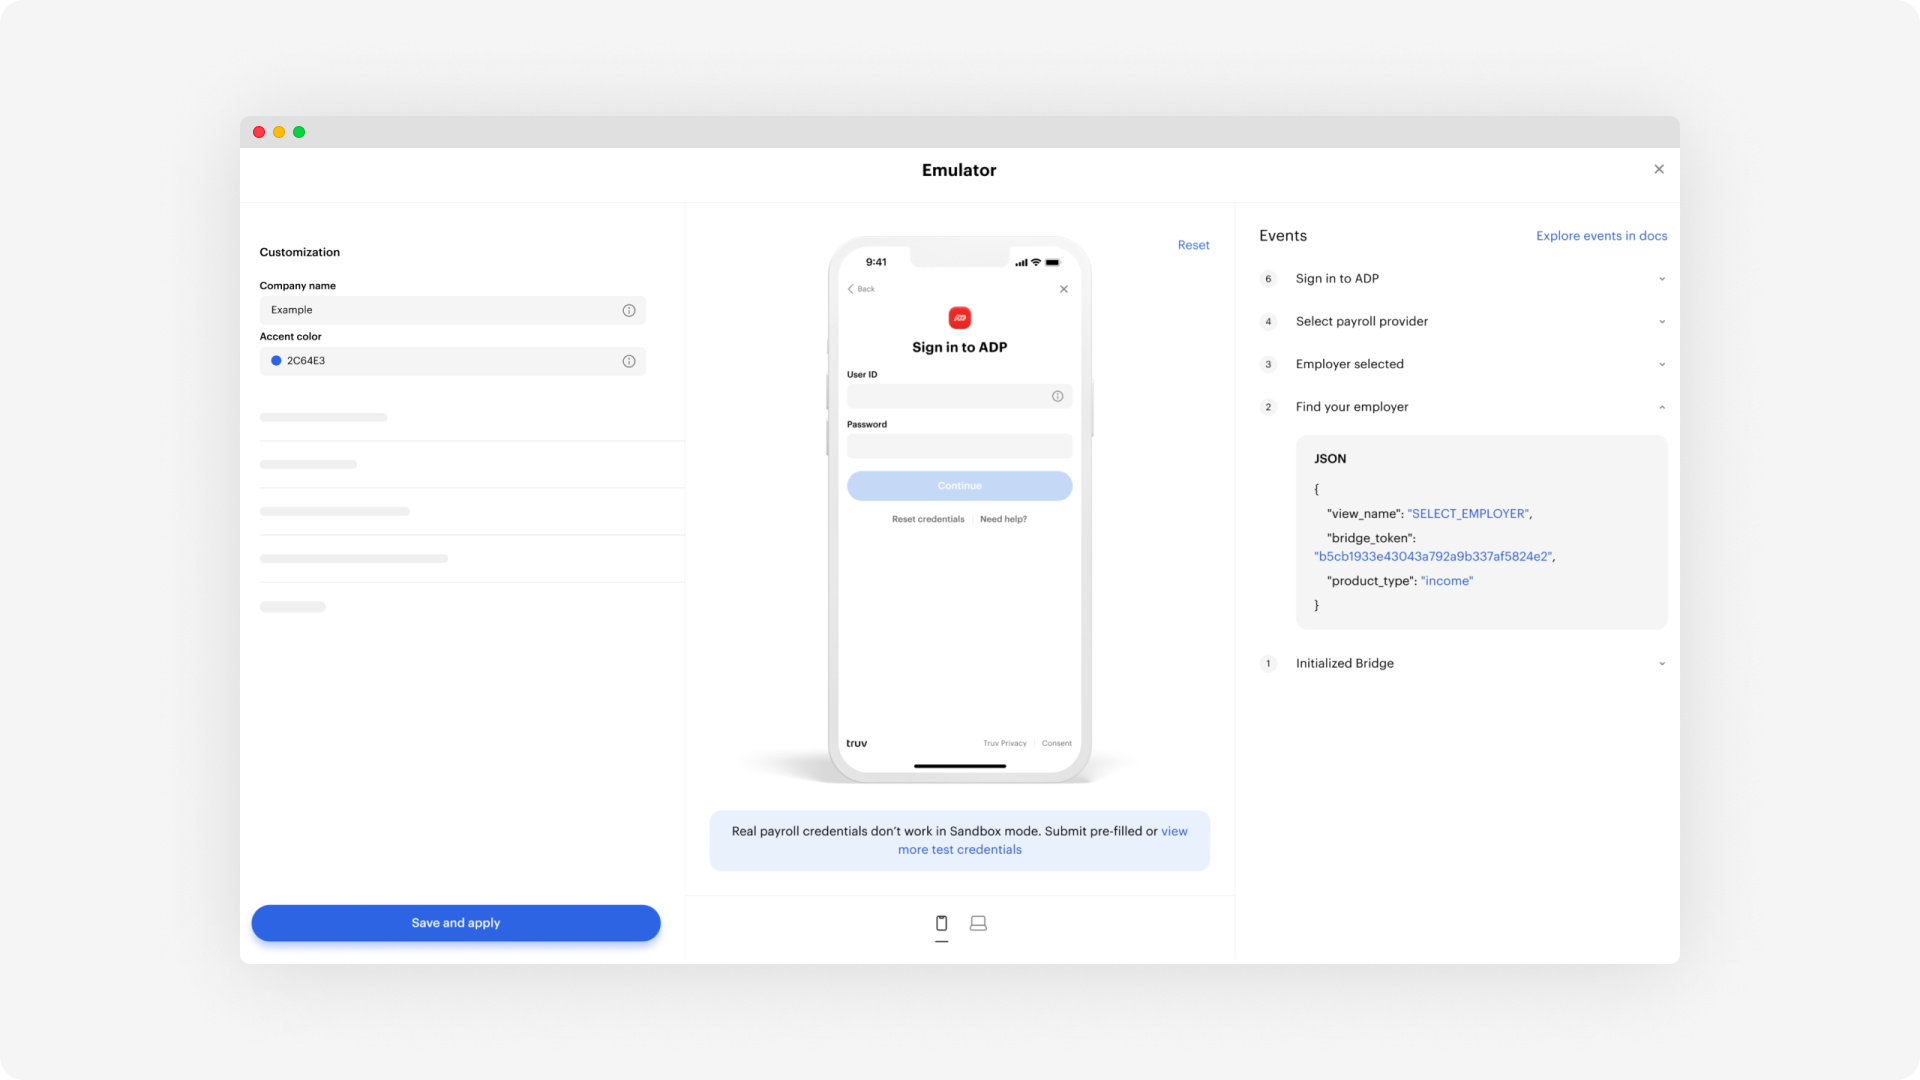 Emulator
Customization
Company name
Example
Accent color
2C64E3
Save and apply
Reset
9:41
Back
ADP
Sign in to ADP
User ID
Password
Continue
Reset credentials
Need help?
truv
Truv Privacy
Consent
Real payroll credentials don't work in Sandbox mode. Submit pre-filled or view
more test credentials
Events
Explore events in docs
6 Sign in to ADP
4 Select payroll provider
3 Employer selected
2 Find your employer
JSON
{
"view_name": "SELECT_EMPLOYER",
"bridge_token":
"b5cb1933e43043a792a9b337af5824e2",
"product_type": "income"
}
1 Initialized Bridge